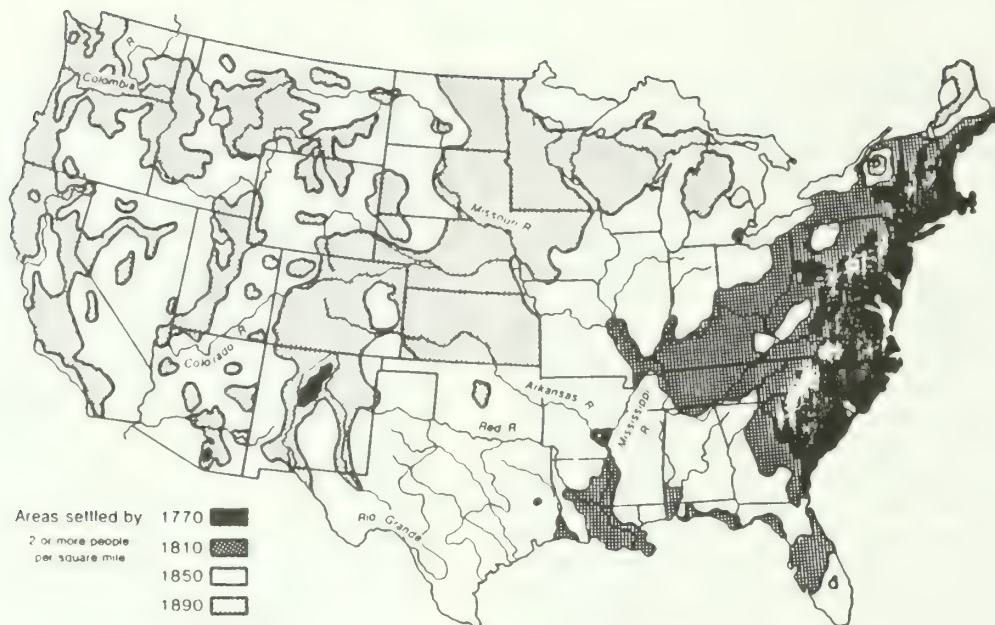 Colombia
R
Missouri R
Colorado R
Arkansas R
Mississippi
R
Red R
Rio Grande
Areas settled by 1770
2 or more people
per square mile
1810
1850
1890